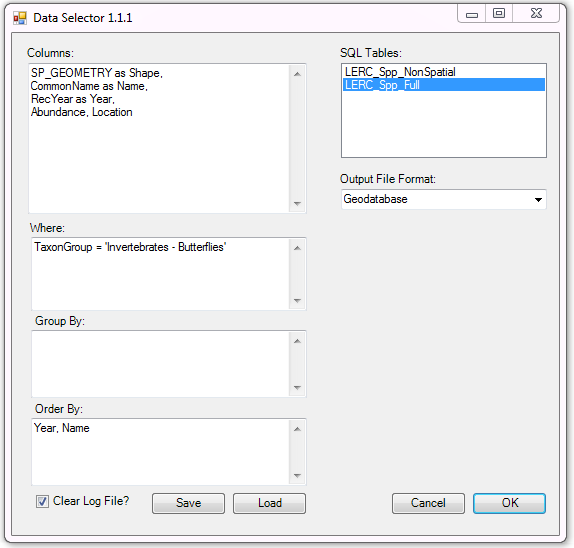 Data Selector 1.1.1
Columns:
SP_GEOMETRY as Shape,
CommonName as Name,
RecYear as Year,
Abundance, Location
Where:
TaxonGroup = 'Invertebrates - Butterflies'
Group By:
Order By:
Year, Name
Clear Log File?
Save
Load
SQL Tables:
LERC_Spp_NonSpatial
LERC_Spp_Full
Output File Format:
Geodatabase
Cancel
OK